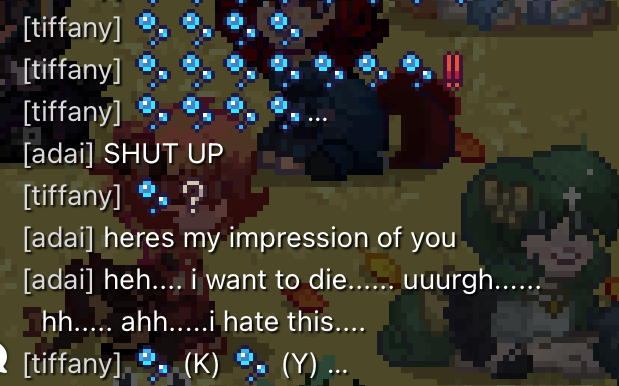 [tiffany]
[tiffany] ‼
[tiffany] ...
[adai] SHUT UP
[tiffany] ?
[adai] heres my impression of you
[adai] heh.... i want to die...... uuurgh......
hh..... ahh.....i hate this....
[tiffany] (K) (Y) ...